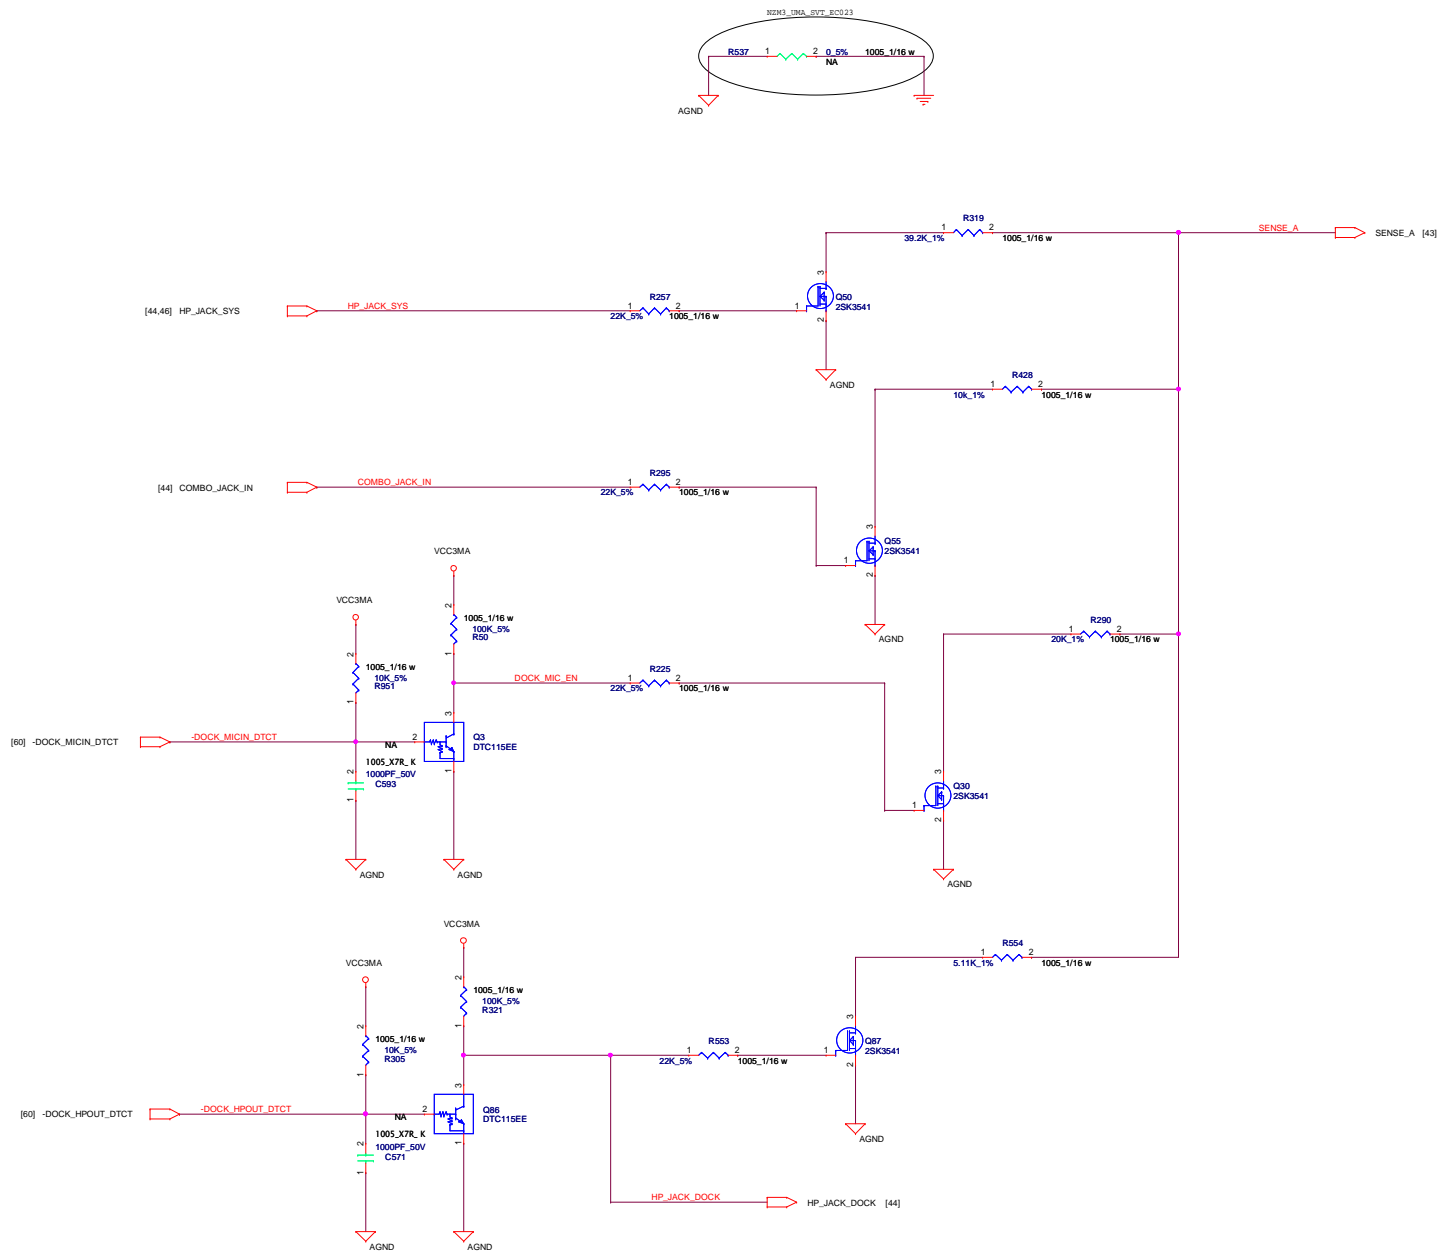 NZM3_UMA_SVT_EC023
R537 1 2 0_5% 1005_1/16 w
NA
AGND
R319
1 2
39.2K_1% 1005_1/16 w
SENSE_A
SENSE_A [43]
3
[44,46] HP_JACK_SYS
HP_JACK_SYS
R257
1 2
22K_5% 1005_1/16 w
1
Q50
2SK3541
2
AGND
R428
1 2
10k_1% 1005_1/16 w
[44] COMBO_JACK_IN
COMBO_JACK_IN
R295
1 2
22K_5% 1005_1/16 w
3
Q55
2SK3541
1
2
AGND
VCC3MA
2
1005_1/16 w
100K_5%
R50
1
VCC3MA
2
1005_1/16 w
10K_5%
R951
1
R290
1 2
20K_1% 1005_1/16 w
DOCK_MIC_EN
R225
1 2
22K_5% 1005_1/16 w
[60] -DOCK_MICIN_DTCT
-DOCK_MICIN_DTCT
NA
2
3
Q3
DTC115EE
1
1005_X7R_K
1000PF_50V
C593
2
1
AGND
AGND
3
Q30
2SK3541
1
2
AGND
VCC3MA
2
1005_1/16 w
100K_5%
R321
1
VCC3MA
2
1005_1/16 w
10K_5%
R305
1
R554
1 2
5.11K_1% 1005_1/16 w
R553
1 2
22K_5% 1005_1/16 w
3
Q87
2SK3541
1
2
AGND
[60] -DOCK_HPOUT_DTCT
-DOCK_HPOUT_DTCT
NA
2
3
Q86
DTC115EE
1
1005_X7R_K
1000PF_50V
C571
2
1
HP_JACK_DOCK
HP_JACK_DOCK [44]
AGND
AGND